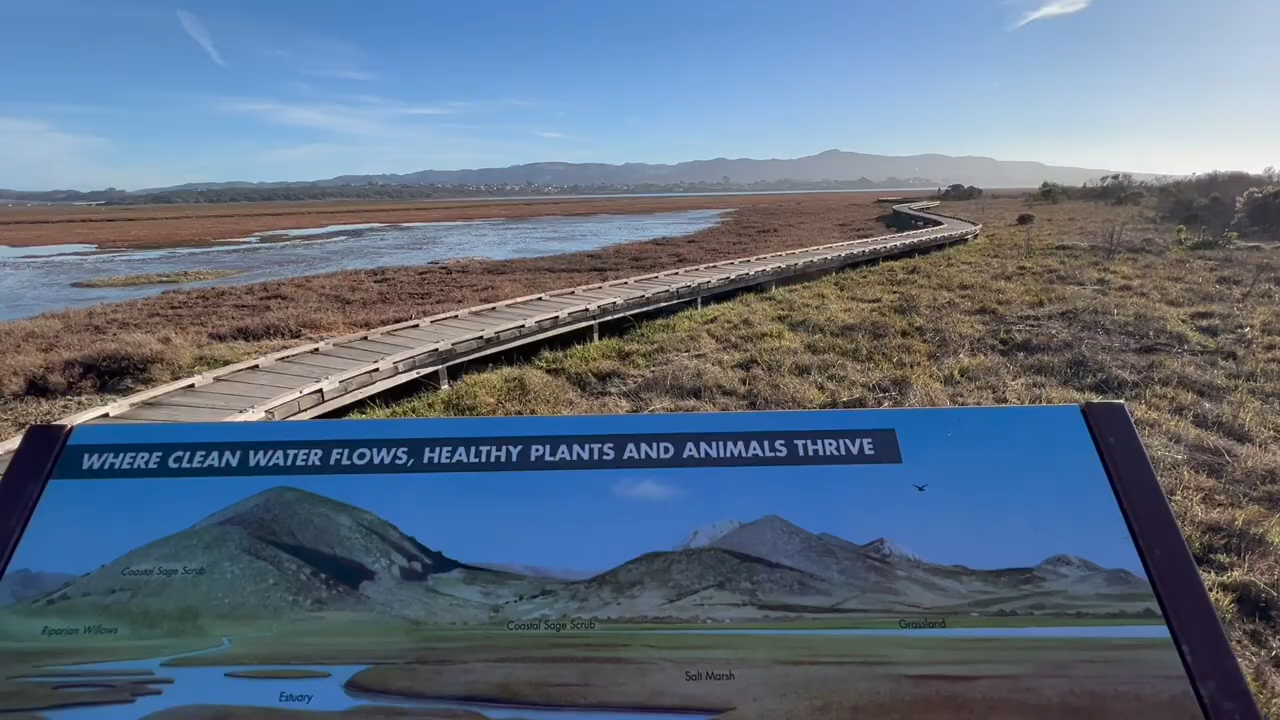 WHERE CLEAN WATER FLOWS, HEALTHY PLANTS AND ANIMALS THRIVE
Coastal Sage Scrub
Riparian Willows
Coastal Sage Scrub
Grassland
Salt Marsh
Estuary